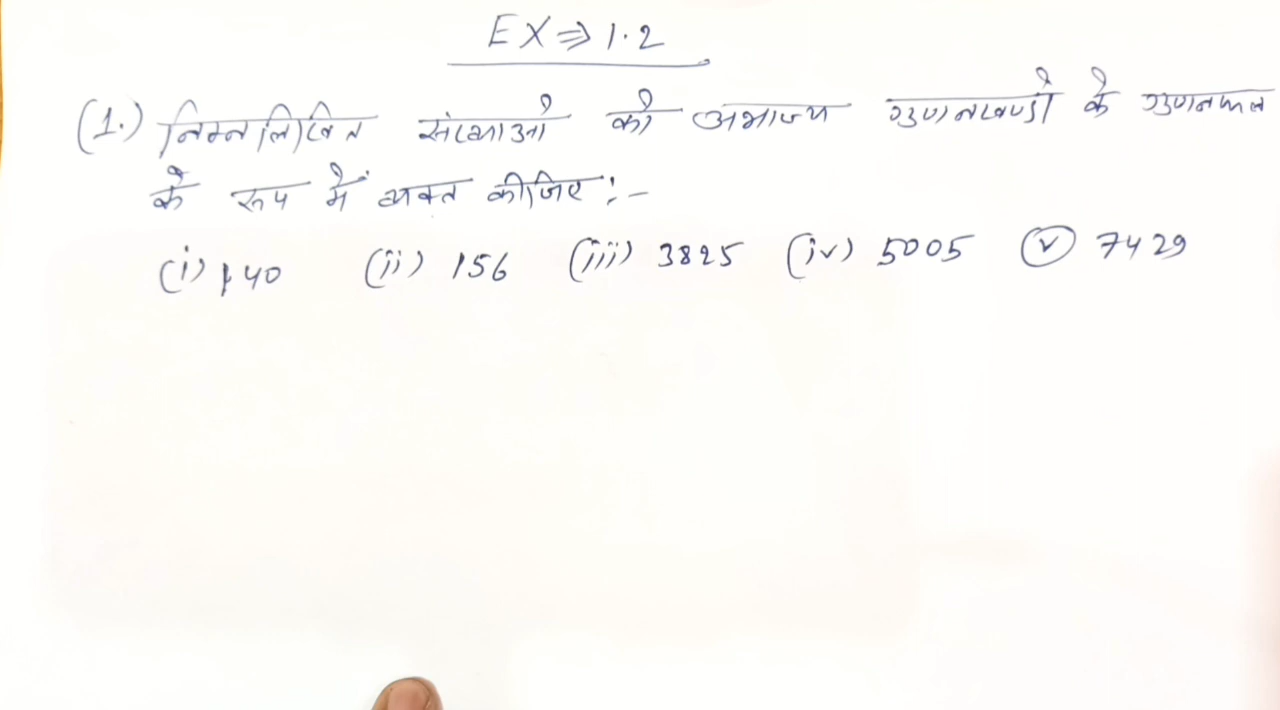 EX ⇒ 1.2
(1.) निम्नलिखित संख्याओ को अभाज्य गुणनखण्डो के गुणनफल
के रूप में व्यक्त कीजिए :-
(i) 140 (ii) 156 (iii) 3825 (iv) 5005 (v) 7429